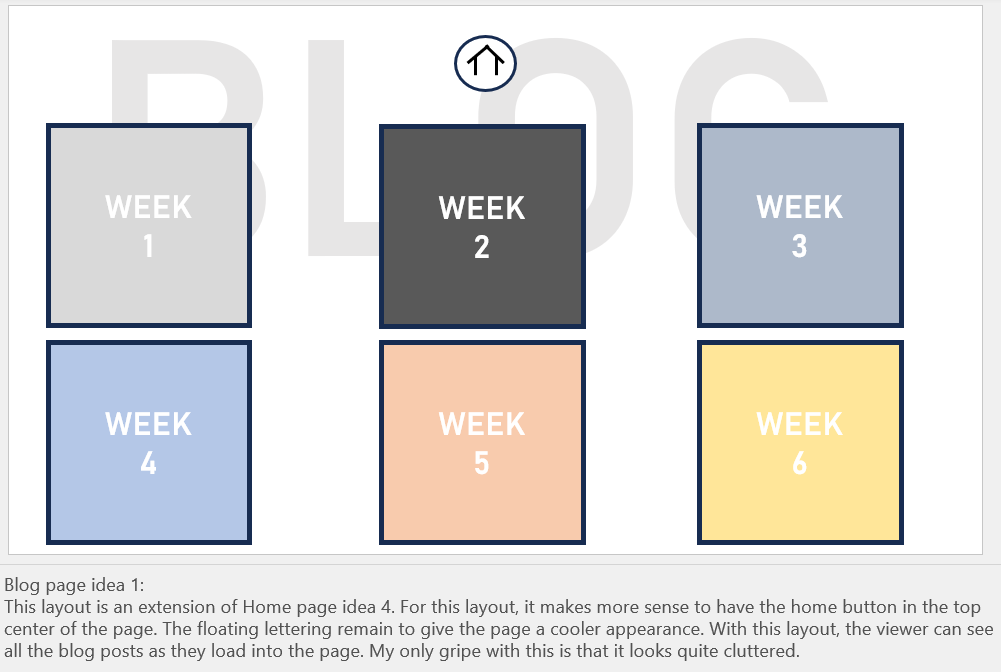 BLOG
WEEK
1
WEEK
2
WEEK
3
WEEK
4
WEEK
5
WEEK
6
Blog page idea 1:
This layout is an extension of Home page idea 4. For this layout, it makes more sense to have the home button in the top
center of the page. The floating lettering remain to give the page a cooler appearance. With this layout, the viewer can see
all the blog posts as they load into the page. My only gripe with this is that it looks quite cluttered.